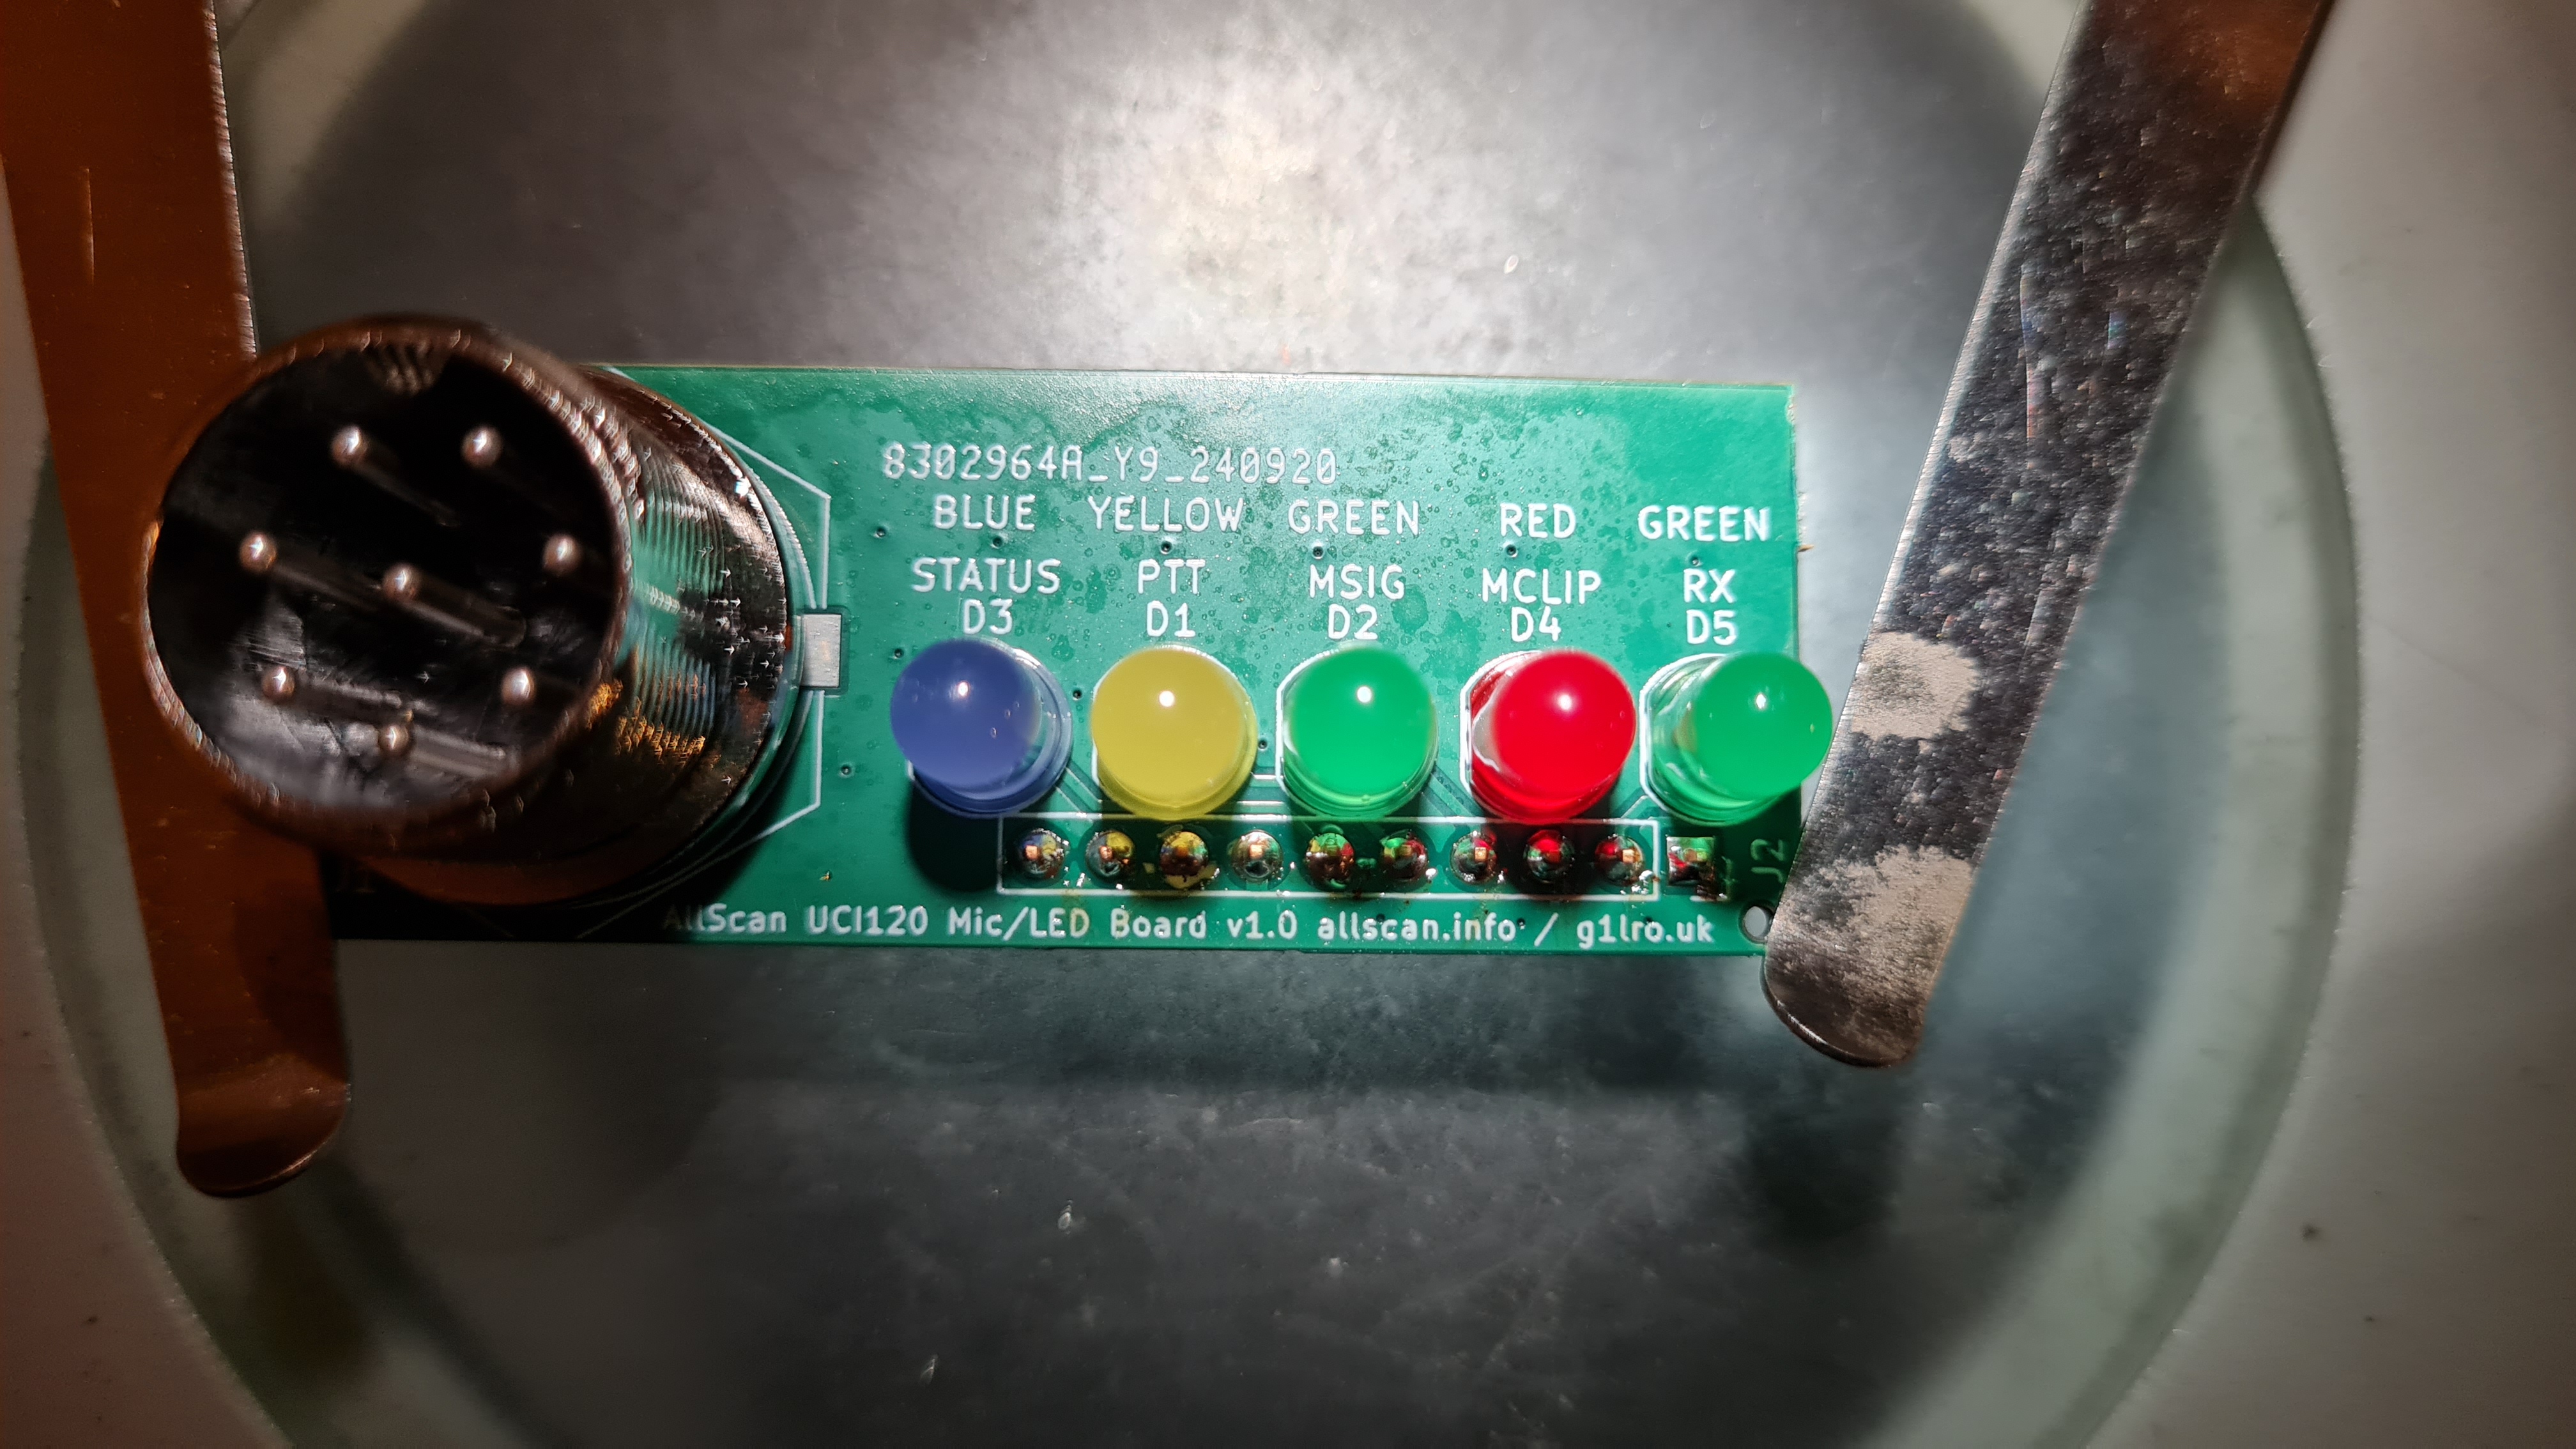 8302964A_Y9_240920
BLUE YELLOW GREEN RED GREEN
STATUS PTT MSIG MCLIP RX
D3 D1 D2 D4 D5
J2
J1
AllScan UCI120 Mic/LED Board v1.0 allscan.info / g1lro.uk